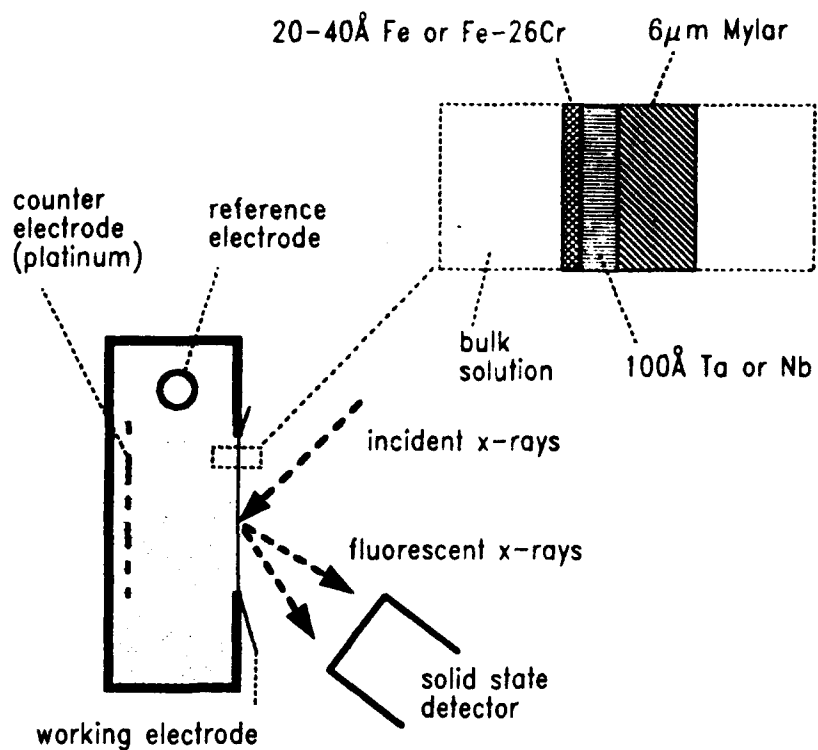 20-40Å Fe or Fe-26Cr
6μm Mylar
counter
electrode
(platinum)
reference
electrode
bulk
solution
100Å Ta or Nb
incident x-rays
fluorescent x-rays
solid state
detector
working electrode